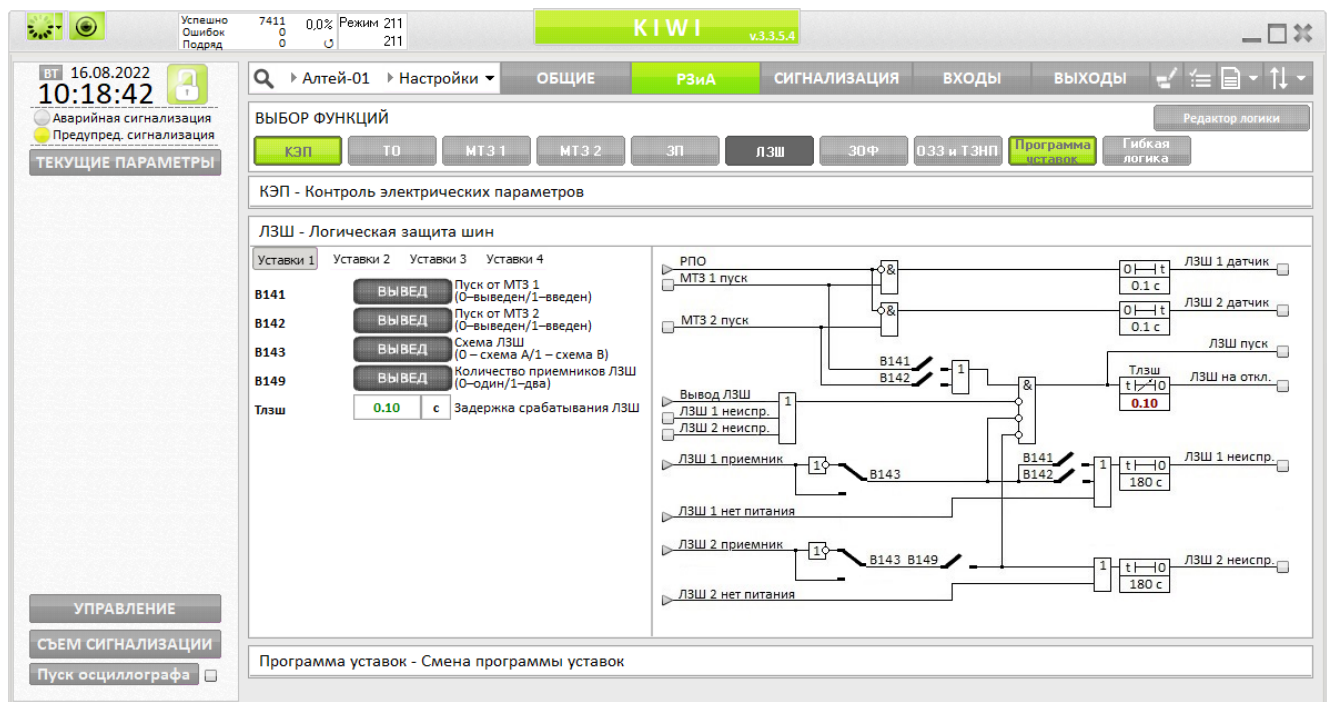 Успешно 7411 0,0% Режим 211
Ошибок 0
Подряд 0 211
KIWI v.3.3.5.4
ВТ 16.08.2022
10:18:42
Аварийная сигнализация
Предупред. сигнализация
ТЕКУЩИЕ ПАРАМЕТРЫ
Алтей-01 Настройки ОБЩИЕ РЗиА СИГНАЛИЗАЦИЯ ВХОДЫ ВЫХОДЫ
ВЫБОР ФУНКЦИЙ
Редактор логики
КЭП ТО МТЗ 1 МТЗ 2 ЗП ЛЗШ ЗОФ ОЗЗ и ТЗНП Программа уставок Гибкая логика
КЭП - Контроль электрических параметров
ЛЗШ - Логическая защита шин
Уставки 1 Уставки 2 Уставки 3 Уставки 4
В141 ВЫВЕД Пуск от МТЗ 1
(0–выведен/1–введен)
В142 ВЫВЕД Пуск от МТЗ 2
(0–выведен/1–введен)
В143 ВЫВЕД Схема ЛЗШ
(0 – схема А/1 – схема В)
В149 ВЫВЕД Количество приемников ЛЗШ
(0–один/1–два)
Тлзш 0.10 с Задержка срабатывания ЛЗШ
РПО
МТЗ 1 пуск
&
0 t
0.1 с
ЛЗШ 1 датчик
МТЗ 2 пуск
&
0 t
0.1 с
ЛЗШ 2 датчик
ЛЗШ пуск
В141
В142
1
&
Тлзш
t 0
0.10
ЛЗШ на откл.
Вывод ЛЗШ
ЛЗШ 1 неиспр.
ЛЗШ 2 неиспр.
1
ЛЗШ 1 приемник
1
В143
В141
В142
1
t 0
180 с
ЛЗШ 1 неиспр.
ЛЗШ 1 нет питания
ЛЗШ 2 приемник
1
В143 В149
1
t 0
180 с
ЛЗШ 2 неиспр.
ЛЗШ 2 нет питания
УПРАВЛЕНИЕ
СЪЕМ СИГНАЛИЗАЦИИ
Пуск осциллографа
Программа уставок - Смена программы уставок